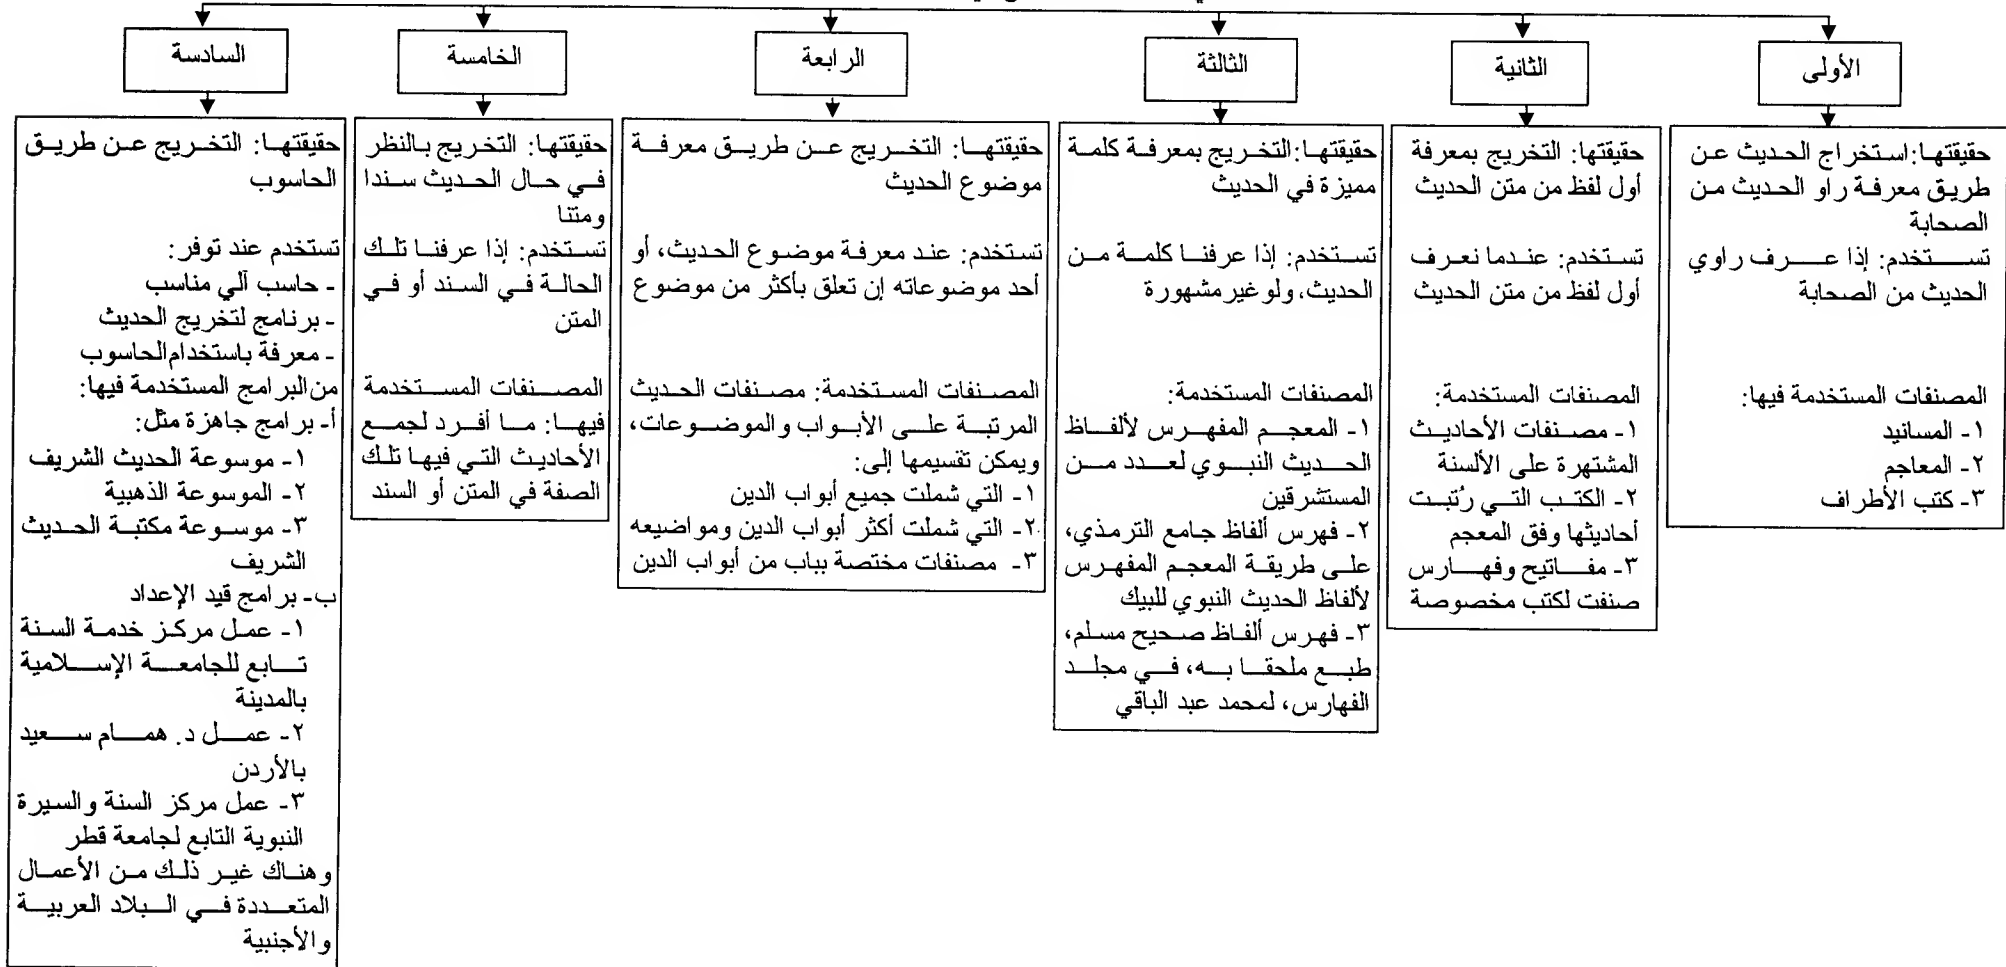 الأولى
حقيقتها: استخراج الحديث عن
طريق معرفة راو الحديث من
الصحابة
تستخدم: إذا عرف راوي
الحديث من الصحابة
المصنفات المستخدمة فيها:
١- المسانيد
٢- المعاجم
٣- كتب الأطراف
الثانية
حقيقتها: التخريج بمعرفة
أول لفظ من متن الحديث
تستخدم: عندما نعرف
أول لفظ من متن الحديث
المصنفات المستخدمة:
١- مصنفات الأحاديث
المشتهرة على الألسنة
٢- الكتب التي رُتبت
أحاديثها وفق المعجم
٣- مفاتيح وفهارس
صنفت لكتب مخصوصة
الثالثة
حقيقتها: التخريج بمعرفة كلمة
مميزة في الحديث
تستخدم: إذا عرفنا كلمة من
الحديث، ولو غير مشهورة
المصنفات المستخدمة:
١- المعجم المفهرس لألفاظ
الحديث النبوي لعدد من
المستشرقين
٢- فهرس ألفاظ جامع الترمذي،
على طريقة المعجم المفهرس
لألفاظ الحديث النبوي للبيك
٣- فهرس ألفاظ صحيح مسلم،
طبع ملحقا به، في مجلد
الفهارس، لمحمد عبد الباقي
الرابعة
حقيقتها: التخريج عن طريق معرفة
موضوع الحديث
تستخدم: عند معرفة موضوع الحديث، أو
أحد موضوعاته إن تعلق بأكثر من موضوع
المصنفات المستخدمة: مصنفات الحديث
المرتبة على الأبواب والموضوعات،
ويمكن تقسيمها إلى:
١- التي شملت جميع أبواب الدين
٢- التي شملت أكثر أبواب الدين ومواضيعه
٣- مصنفات مختصة بباب من أبواب الدين
الخامسة
حقيقتها: التخريج بالنظر
في حال الحديث سندا
ومتنا
تستخدم: إذا عرفنا تلك
الحالة في السند أو في
المتن
المصنفات المستخدمة
فيها: ما أفرد لجمع
الأحاديث التي فيها تلك
الصفة في المتن أو السند
السادسة
حقيقتها: التخريج عن طريق
الحاسوب
تستخدم عند توفر:
- حاسب آلي مناسب
- برنامج لتخريج الحديث
- معرفة باستخدام الحاسوب
من البرامج المستخدمة فيها:
أ- برامج جاهزة مثل:
١- موسوعة الحديث الشريف
٢- الموسوعة الذهبية
٣- موسوعة مكتبة الحديث
الشريف
ب- برامج قيد الإعداد
١- عمل مركز خدمة السنة
تابع للجامعة الإسلامية
بالمدينة
٢- عمل د. همام سعيد
بالأردن
٣- عمل مركز السنة والسيرة
النبوية التابع لجامعة قطر
وهناك غير ذلك من الأعمال
المتعددة في البلاد العربية
والأجنبية